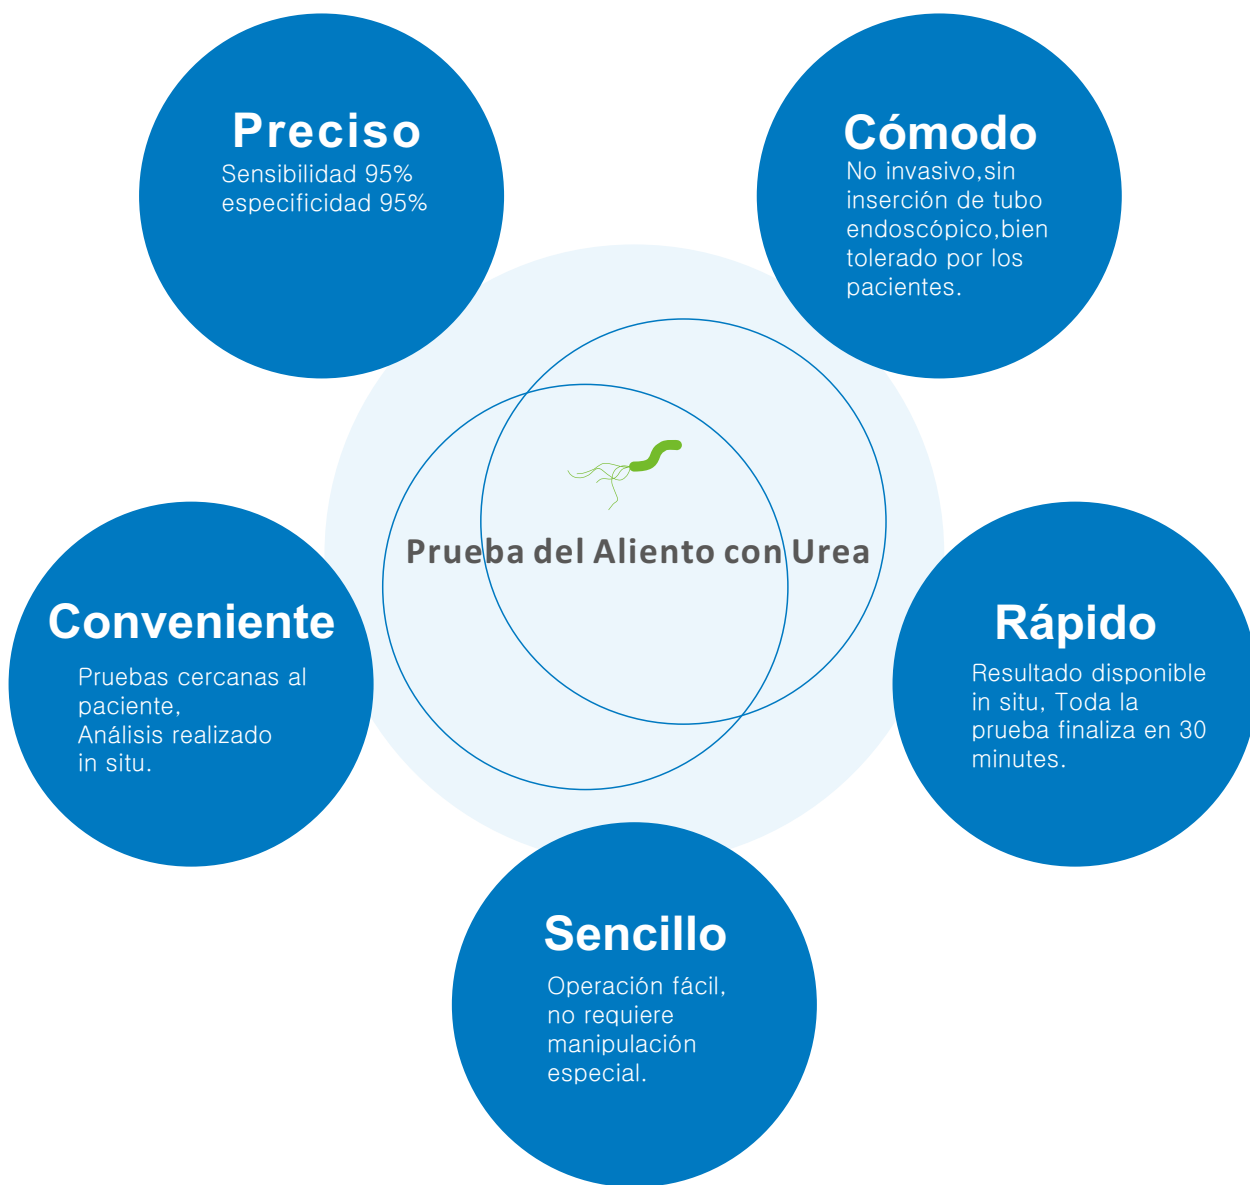 Preciso
Sensibilidad 95%
especificidad 95%
Cómodo
No invasivo,sin
inserción de tubo
endoscópico,bien
tolerado por los
pacientes.
Prueba del Aliento con Urea
Conveniente
Pruebas cercanas al
paciente,
Análisis realizado
in situ.
Rápido
Resultado disponible
in situ, Toda la
prueba finaliza en 30
minutes.
Sencillo
Operación fácil,
no requiere
manipulación
especial.